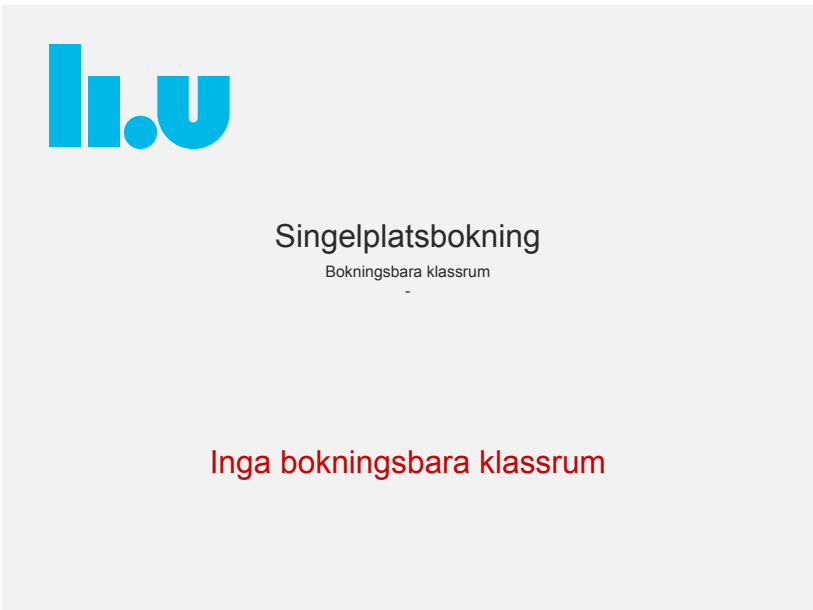 li.u
Singelplatsbokning
Bokningsbara klassrum
-
Inga bokningsbara klassrum